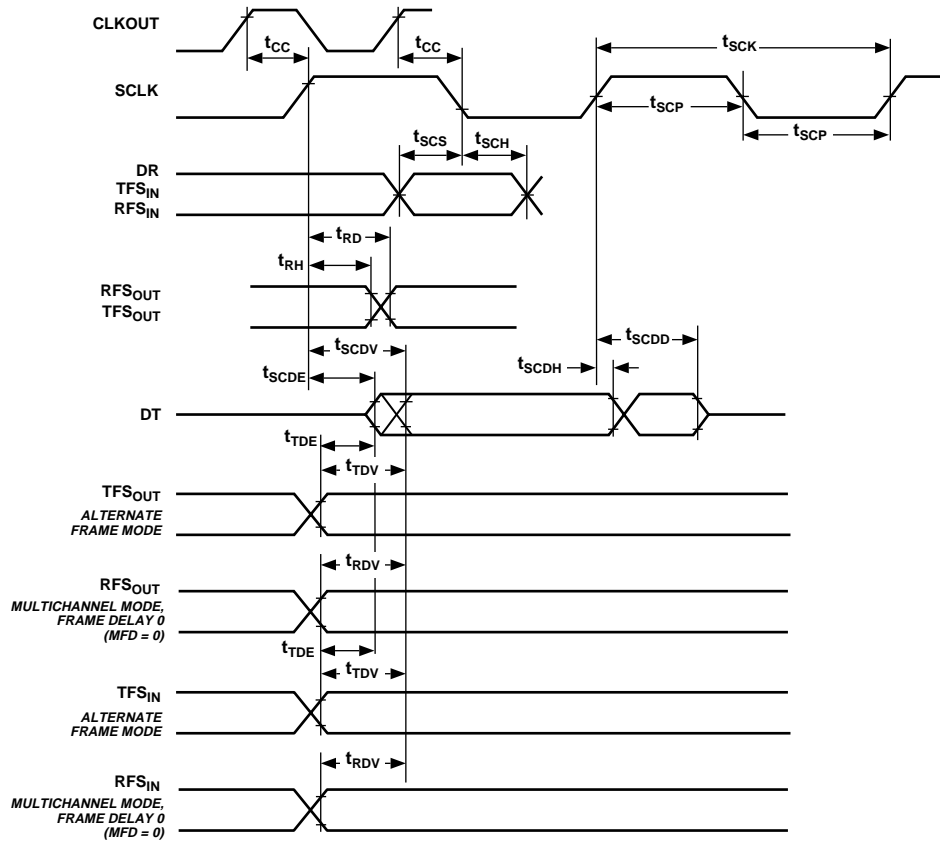 CLKOUT
tCC
tCC
tSCK
SCLK
tSCP
tSCP
tSCS
tSCH
DR
TFSIN
RFSIN
tRD
tRH
RFSOUT
TFSOUT
tSCDV
tSCDD
tSCDE
tSCDH
DT
tTDE
tTDV
TFSOUT
ALTERNATE
FRAME MODE
tRDV
RFSOUT
MULTICHANNEL MODE,
FRAME DELAY 0
(MFD = 0)
tTDE
tTDV
TFSIN
ALTERNATE
FRAME MODE
tRDV
RFSIN
MULTICHANNEL MODE,
FRAME DELAY 0
(MFD = 0)